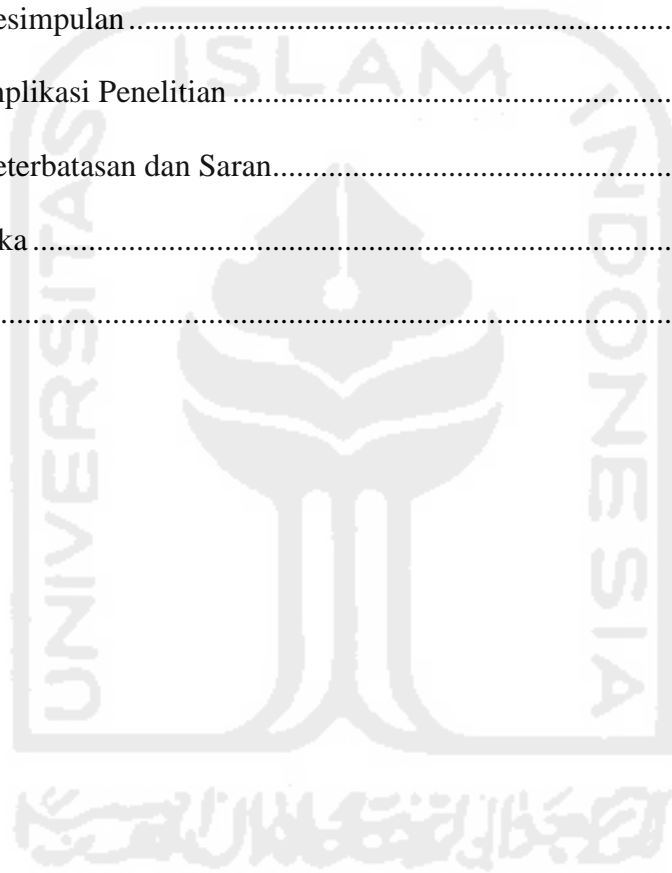 esimpulan ................................................................
nplikasi Penelitian ................................................................
eterbatasan dan Saran................................................................
ka ................................................................
................................................................
ISLAM
UNIVERSITAS
INDONESIA